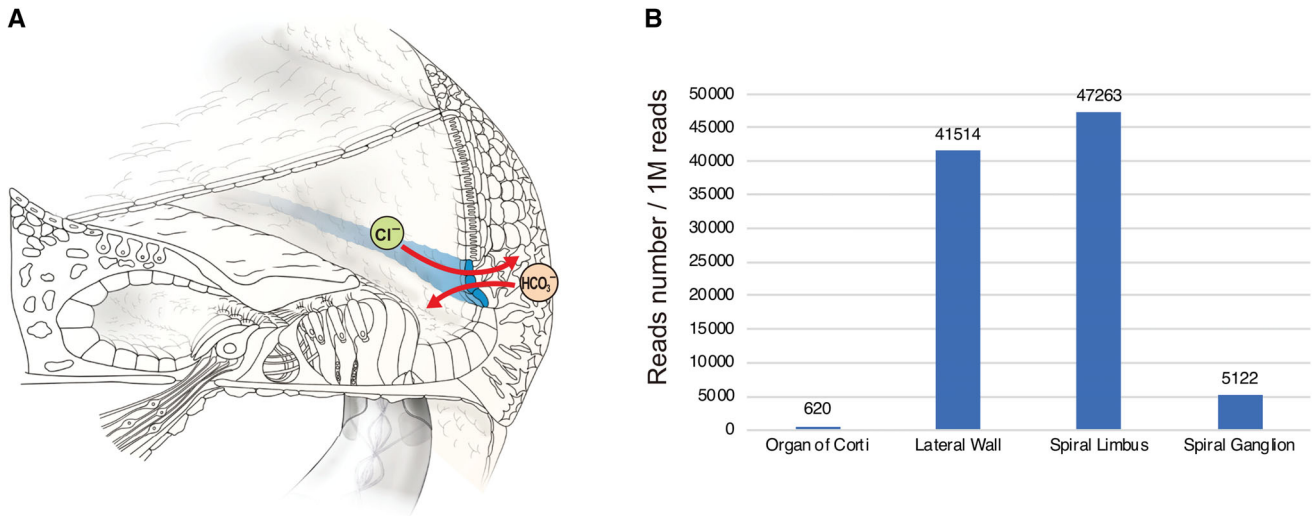 A
Cl⁻
HCO₃⁻
B
Reads number / 1M reads
50000
45000
40000
35000
30000
25000
20000
15000
10000
5000
0
620
41514
47263
5122
Organ of Corti
Lateral Wall
Spiral Limbus
Spiral Ganglion